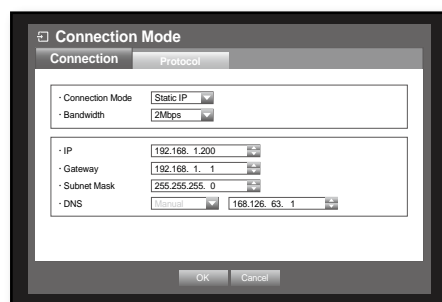 Connection Mode
Connection Protocol
· Connection Mode Static IP
· Bandwidth 2Mbps
· IP 192.168. 1.200
· Gateway 192.168. 1. 1
· Subnet Mask 255.255.255. 0
· DNS Manual 168.126. 63. 1
OK Cancel